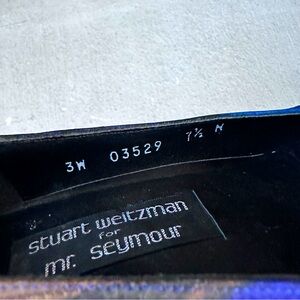 3W 03529 7½ M
stuart weitzman
for
mr. seymour